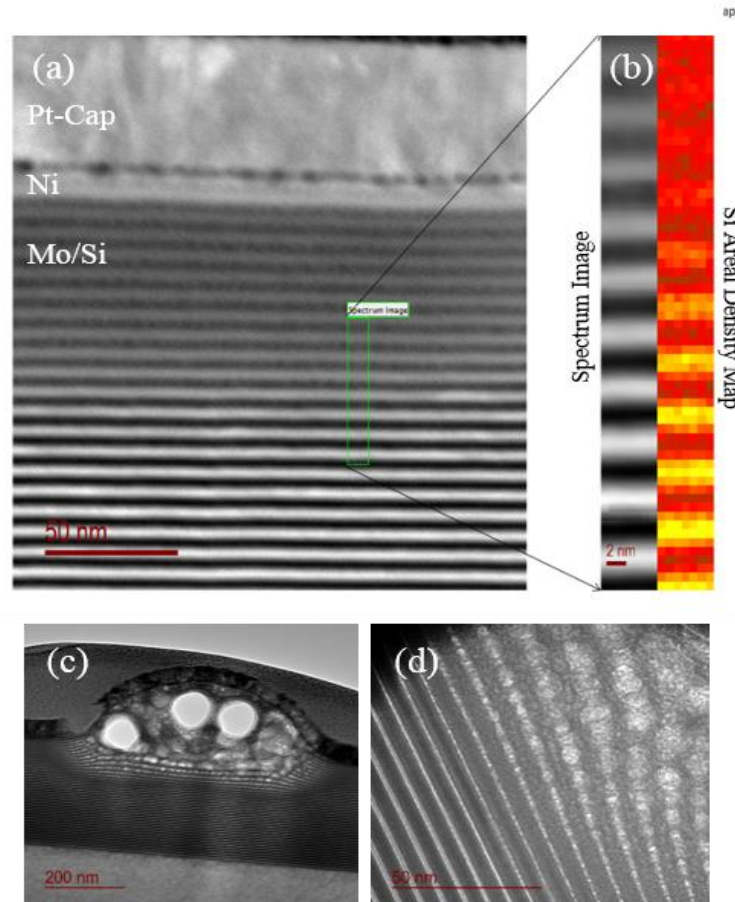 ap
(a)
Pt-Cap
Ni
Mo/Si
Spectrum Image
50 nm
(b)
Spectrum Image
2 nm
Si Areal Density Map
(c)
200 nm
(d)
50 nm